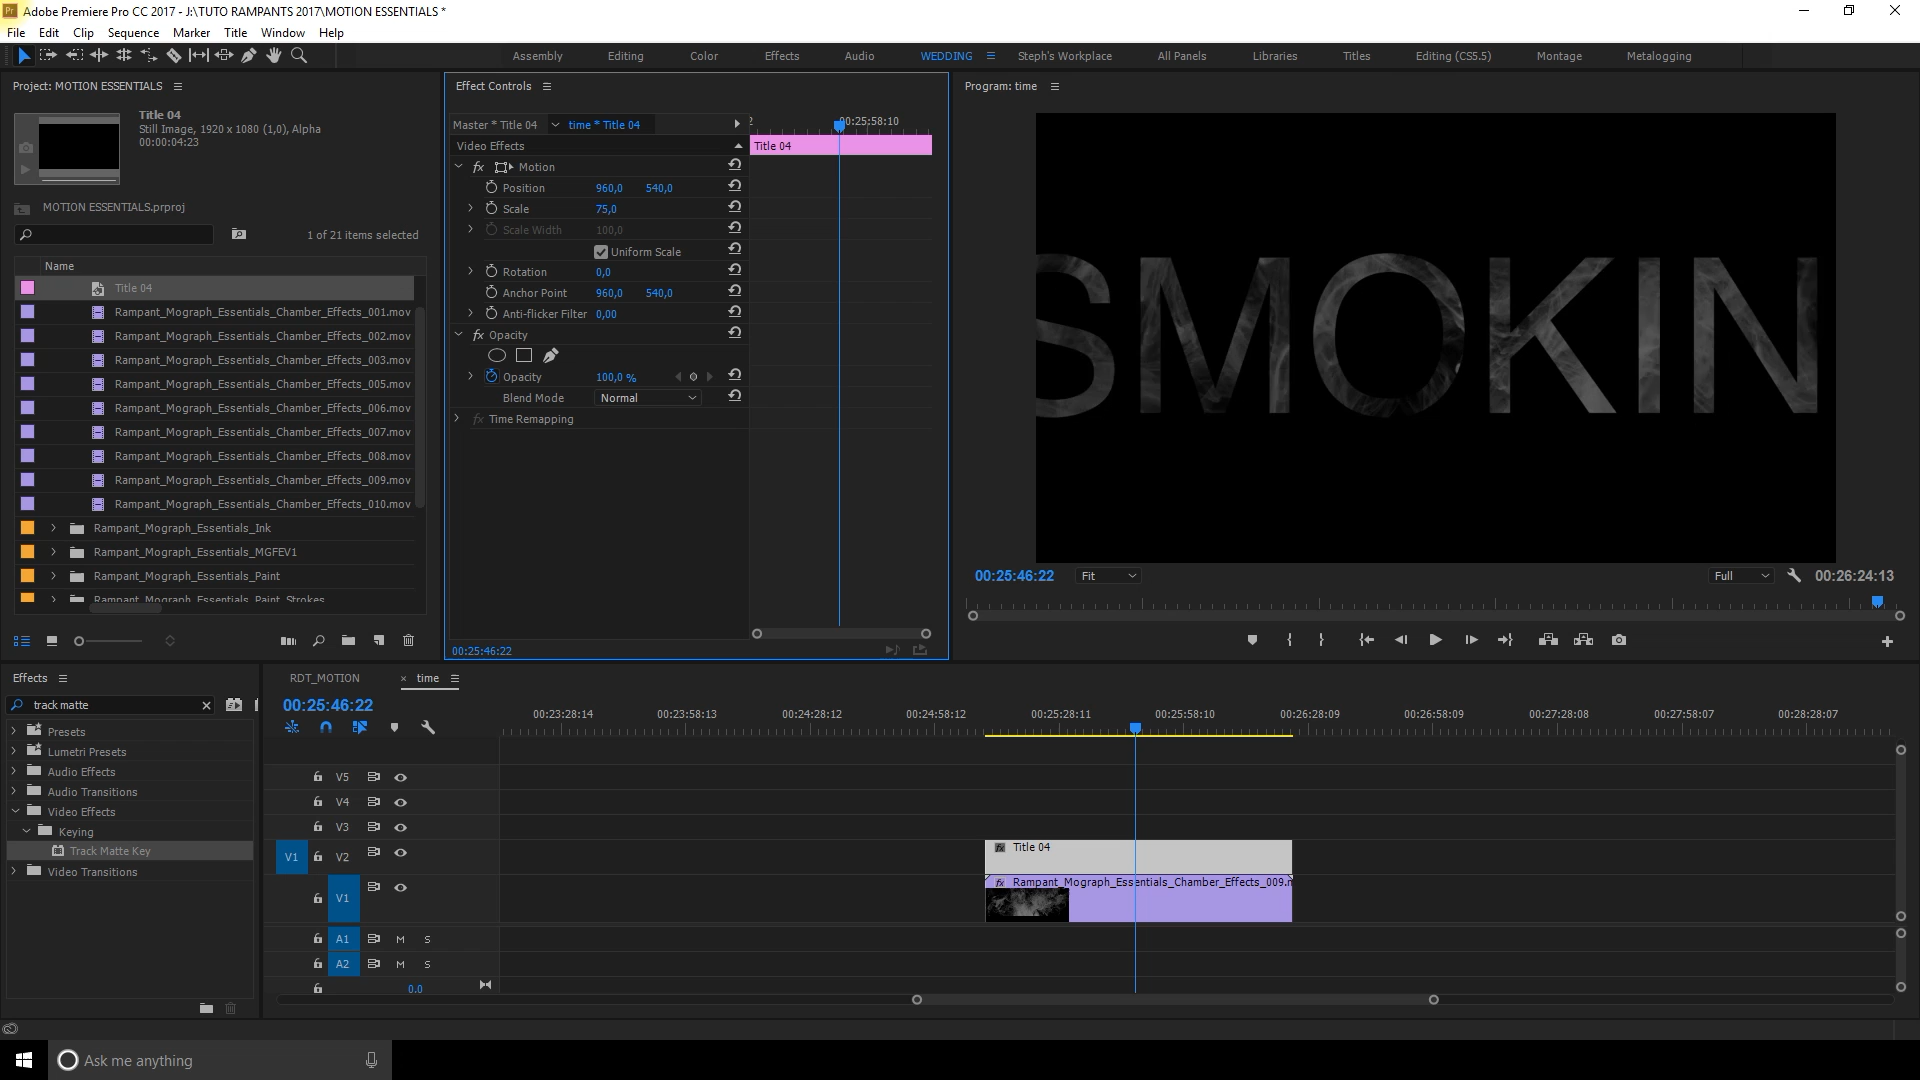 Adobe Premiere Pro CC 2017 - J:\TUTO RAMPANTS 2017\MOTION ESSENTIALS *
File Edit Clip Sequence Marker Title Window Help
Assembly Editing Color Effects Audio WEDDING Steph's Workplace All Panels Libraries Titles Editing (CS5.5) Montage Metalogging
Project: MOTION ESSENTIALS
Title 04
Still Image, 1920 x 1080 (1,0), Alpha
00:00:04:23
MOTION ESSENTIALS.prproj
1 of 21 items selected
Name
Title 04
Rampant_Mograph_Essentials_Chamber_Effects_001.mov
Rampant_Mograph_Essentials_Chamber_Effects_002.mov
Rampant_Mograph_Essentials_Chamber_Effects_003.mov
Rampant_Mograph_Essentials_Chamber_Effects_005.mov
Rampant_Mograph_Essentials_Chamber_Effects_006.mov
Rampant_Mograph_Essentials_Chamber_Effects_007.mov
Rampant_Mograph_Essentials_Chamber_Effects_008.mov
Rampant_Mograph_Essentials_Chamber_Effects_009.mov
Rampant_Mograph_Essentials_Chamber_Effects_010.mov
Rampant_Mograph_Essentials_Ink
Rampant_Mograph_Essentials_MGFEV1
Rampant_Mograph_Essentials_Paint
Rampant_Mograph_Essentials_Paint_Strokes
Effect Controls
Master * Title 04 time * Title 04
00:25:58:10
Video Effects
Title 04
fx Motion
Position 960,0 540,0
Scale 75,0
Scale Width 100,0
Uniform Scale
Rotation 0,0
Anchor Point 960,0 540,0
Anti-flicker Filter 0,00
fx Opacity
Opacity 100,0 %
Blend Mode Normal
fx Time Remapping
00:25:46:22
Program: time
SMOKIN
00:25:46:22 Fit Full 00:26:24:13
Effects
track matte
Presets
Lumetri Presets
Audio Effects
Audio Transitions
Video Effects
Keying
Track Matte Key
Video Transitions
RDT_MOTION time
00:25:46:22
00:23:28:14 00:23:58:13 00:24:28:12 00:24:58:12 00:25:28:11 00:25:58:10 00:26:28:09 00:26:58:09 00:27:28:08 00:27:58:07 00:28:28:07
V5
V4
V3
V1 V2
fx Title 04
V1
fx Rampant_Mograph_Essentials_Chamber_Effects_009.m
A1 M S
A2 M S
0.0
Ask me anything